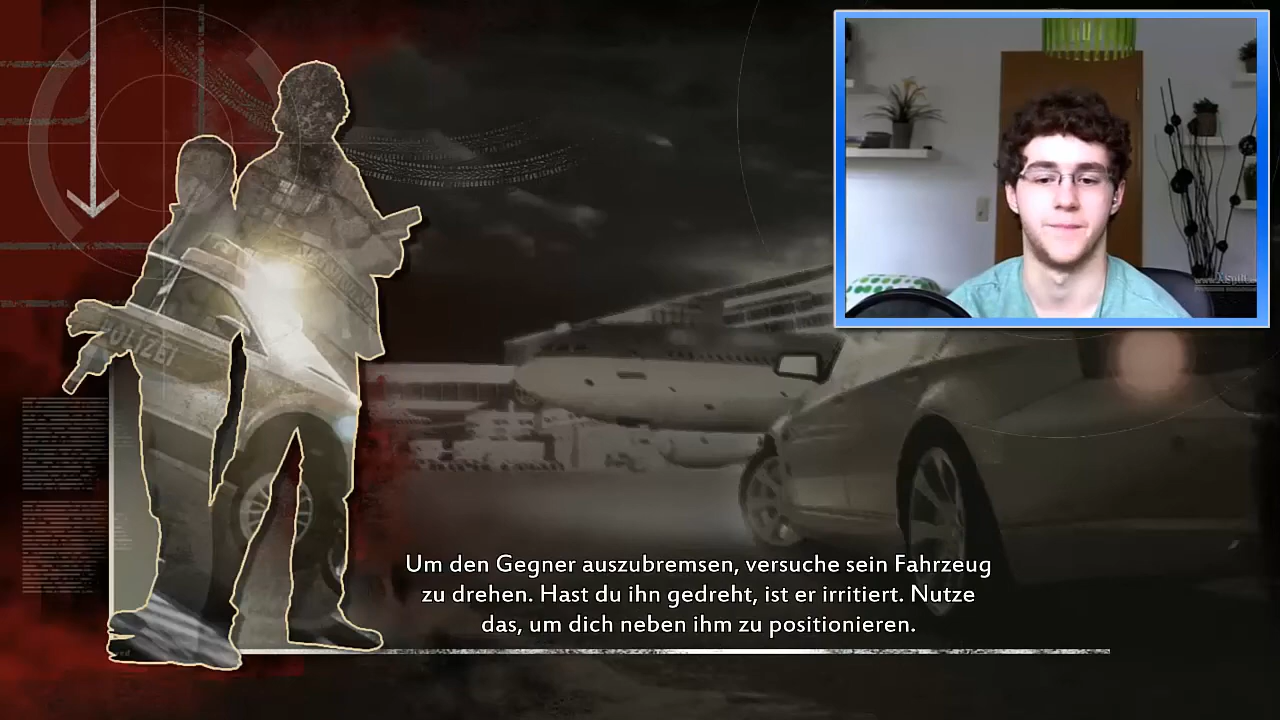 POLIZEI
Um den Gegner auszubremsen, versuche sein Fahrzeug
zu drehen. Hast du ihn gedreht, ist er irritiert. Nutze
das, um dich neben ihm zu positionieren.